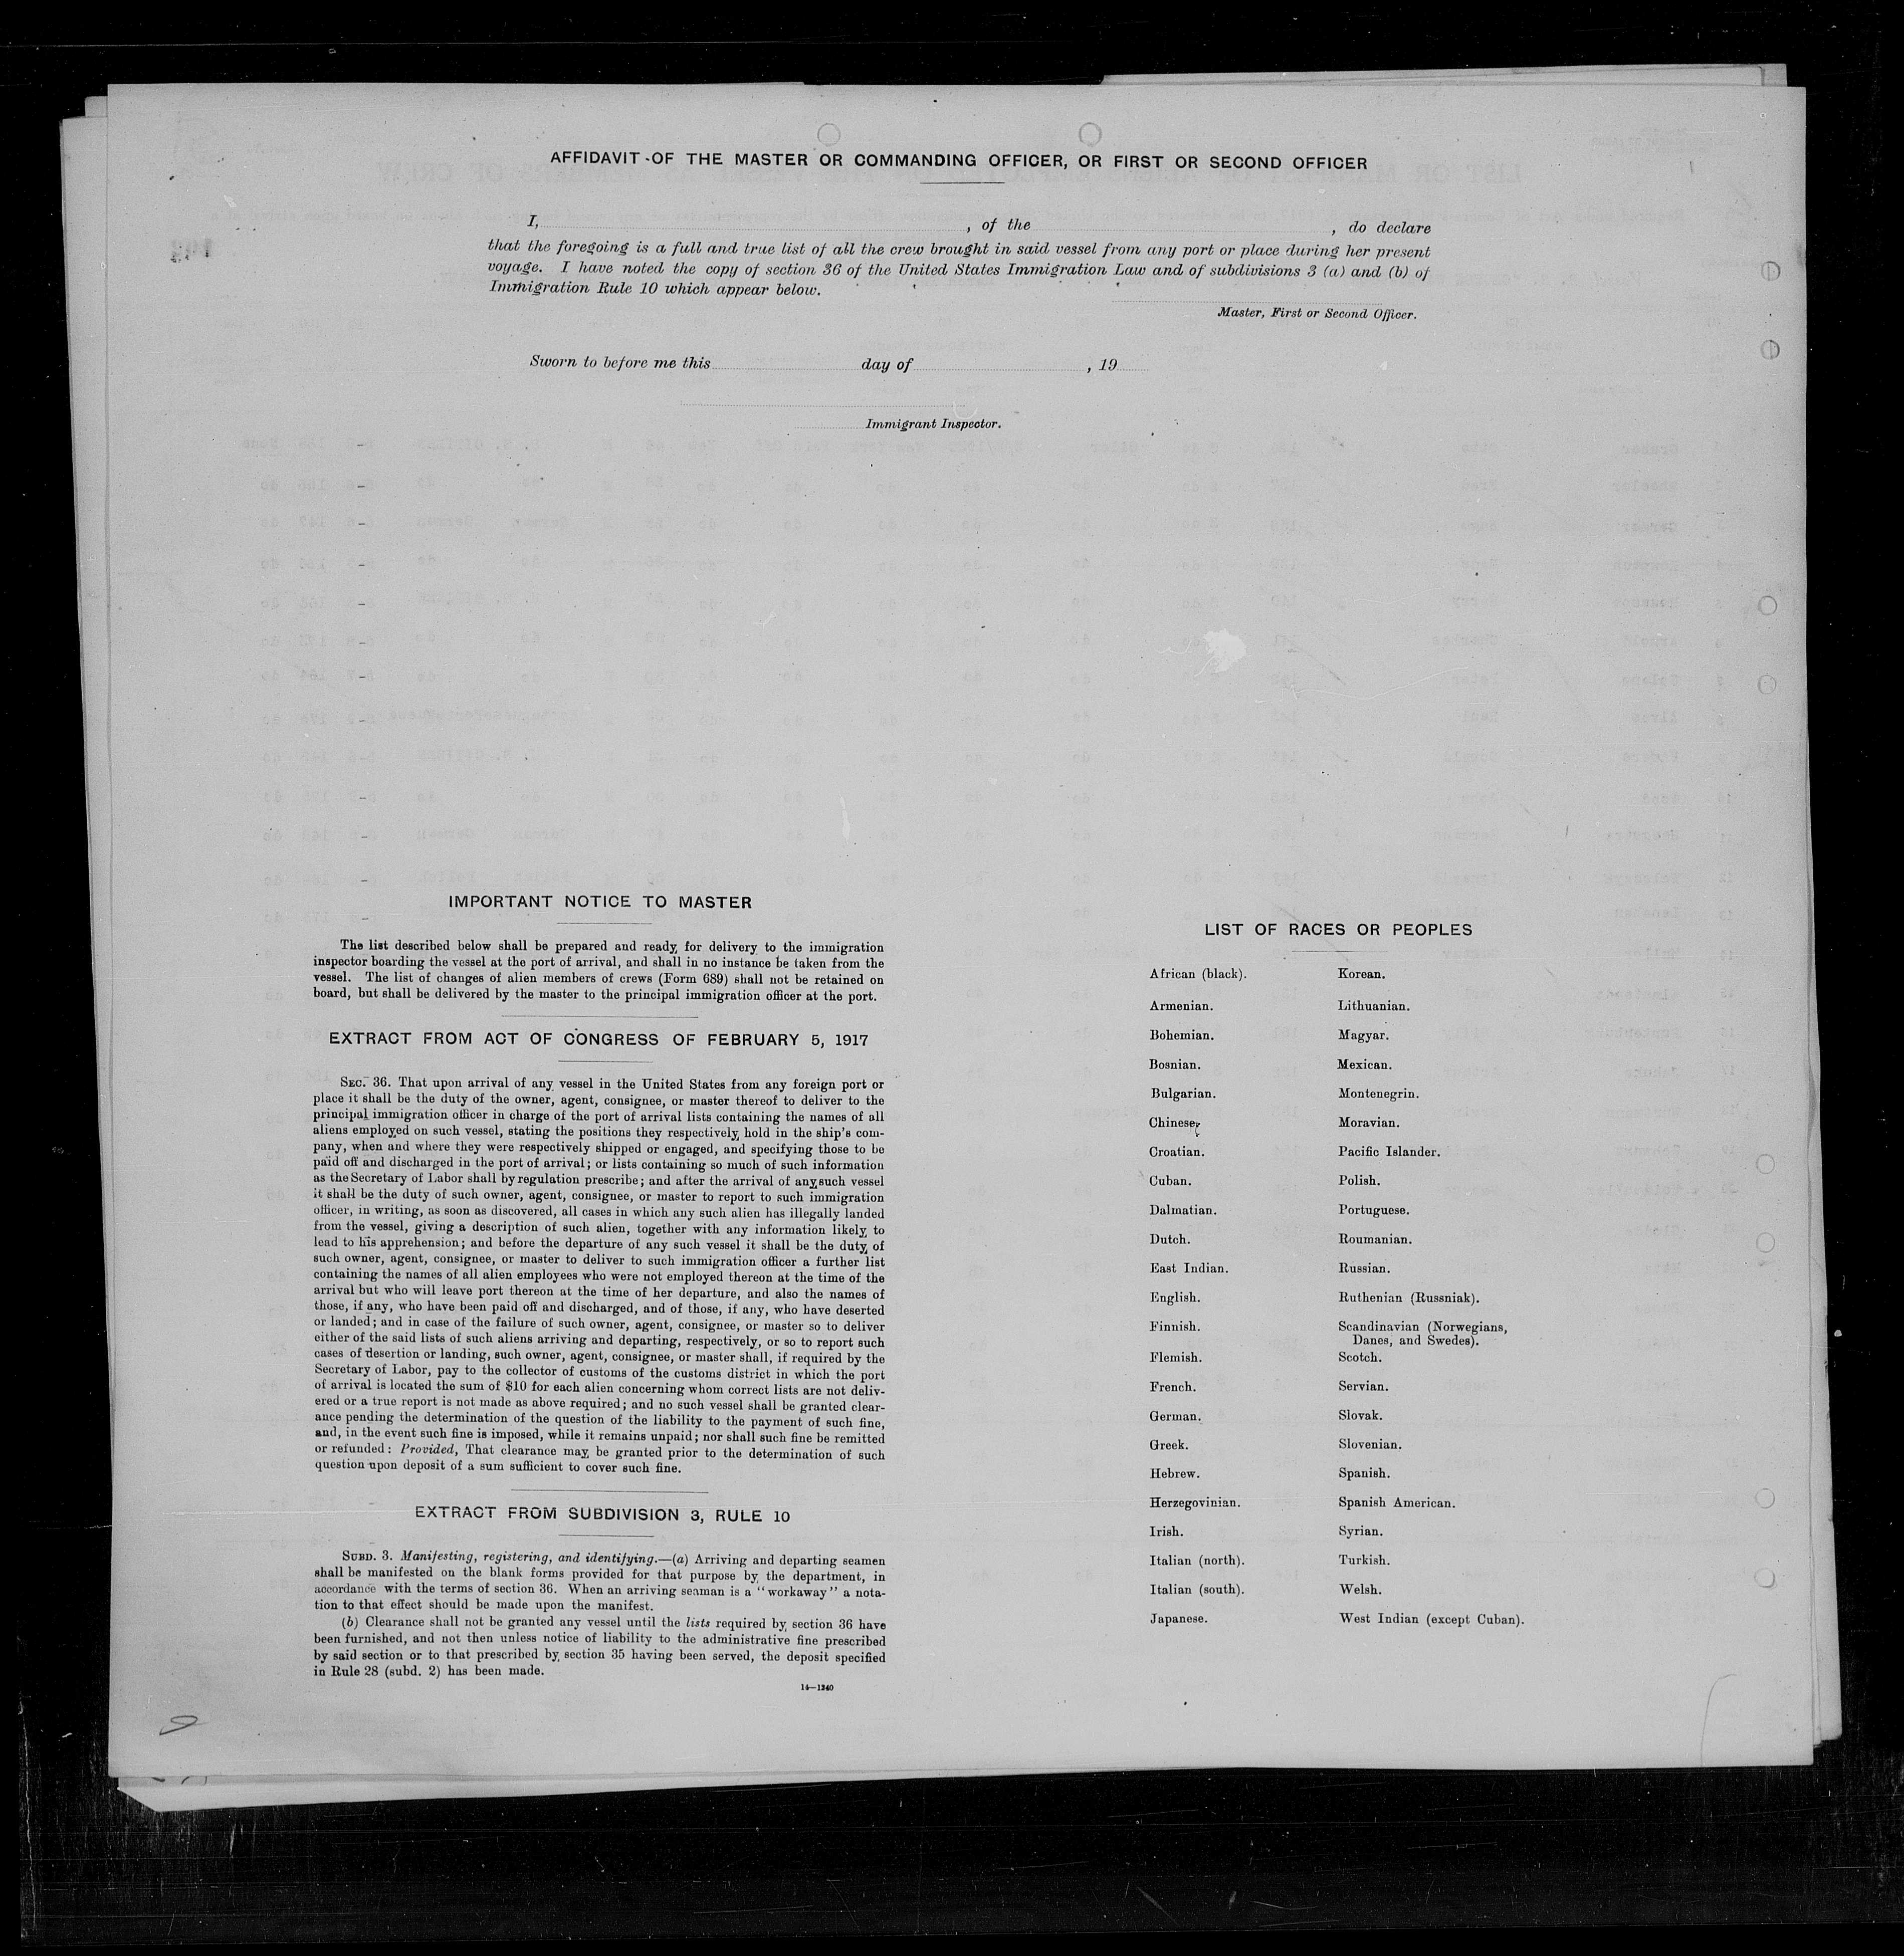 AFFIDAVIT OF THE MASTER OR COMMANDING OFFICER, OR FIRST OR SECOND OFFICER
I, , of the , do declare
that the foregoing is a full and true list of all the crew brought in said vessel from any port or place during her present
voyage. I have noted the copy of section 36 of the United States Immigration Law and of subdivisions 3 (a) and (b) of
Immigration Rule 10 which appear below.
Master, First or Second Officer.
Sworn to before me this day of , 19
Immigrant Inspector.
IMPORTANT NOTICE TO MASTER
The list described below shall be prepared and ready for delivery to the immigration
inspector boarding the vessel at the port of arrival, and shall in no instance be taken from the
vessel. The list of changes of alien members of crews (Form 689) shall not be retained on
board, but shall be delivered by the master to the principal immigration officer at the port.
EXTRACT FROM ACT OF CONGRESS OF FEBRUARY 5, 1917
SEC. 36. That upon arrival of any vessel in the United States from any foreign port or
place it shall be the duty of the owner, agent, consignee, or master thereof to deliver to the
principal immigration officer in charge of the port of arrival lists containing the names of all
aliens employed on such vessel, stating the positions they respectively hold in the ship's com-
pany, when and where they were respectively shipped or engaged, and specifying those to be
paid off and discharged in the port of arrival; or lists containing so much of such information
as the Secretary of Labor shall by regulation prescribe; and after the arrival of any such vessel
it shall be the duty of such owner, agent, consignee, or master to report to such immigration
officer, in writing, as soon as discovered, all cases in which any such alien has illegally landed
from the vessel, giving a description of such alien, together with any information likely to
lead to his apprehension; and before the departure of any such vessel it shall be the duty of
such owner, agent, consignee, or master to deliver to such immigration officer a further list
containing the names of all alien employees who were not employed thereon at the time of the
arrival but who will leave port thereon at the time of her departure, and also the names of
those, if any, who have been paid off and discharged, and of those, if any, who have deserted
or landed; and in case of the failure of such owner, agent, consignee, or master so to deliver
either of the said lists of such aliens arriving and departing, respectively, or so to report such
cases of desertion or landing, such owner, agent, consignee, or master shall, if required by the
Secretary of Labor, pay to the collector of customs of the customs district in which the port
of arrival is located the sum of $10 for each alien concerning whom correct lists are not deliv-
ered or a true report is not made as above required; and no such vessel shall be granted clear-
ance pending the determination of the question of the liability to the payment of such fine,
and, in the event such fine is imposed, while it remains unpaid; nor shall such fine be remitted
or refunded: Provided, That clearance may be granted prior to the determination of such
question upon deposit of a sum sufficient to cover such fine.
EXTRACT FROM SUBDIVISION 3, RULE 10
SUBD. 3. Manifesting, registering, and identifying.—(a) Arriving and departing seamen
shall be manifested on the blank forms provided for that purpose by the department, in
accordance with the terms of section 36. When an arriving seaman is a "workaway" a nota-
tion to that effect should be made upon the manifest.
(b) Clearance shall not be granted any vessel until the lists required by section 36 have
been furnished, and not then unless notice of liability to the administrative fine prescribed
by said section or to that prescribed by section 35 having been served, the deposit specified
in Rule 28 (subd. 2) has been made.
14—1240
LIST OF RACES OR PEOPLES
African (black). Korean.
Armenian. Lithuanian.
Bohemian. Magyar.
Bosnian. Mexican.
Bulgarian. Montenegrin.
Chinese. Moravian.
Croatian. Pacific Islander.
Cuban. Polish.
Dalmatian. Portuguese.
Dutch. Roumanian.
East Indian. Russian.
English. Ruthenian (Russniak).
Finnish. Scandinavian (Norwegians,
Danes, and Swedes).
Flemish. Scotch.
French. Servian.
German. Slovak.
Greek. Slovenian.
Hebrew. Spanish.
Herzegovinian. Spanish American.
Irish. Syrian.
Italian (north). Turkish.
Italian (south). Welsh.
Japanese. West Indian (except Cuban).